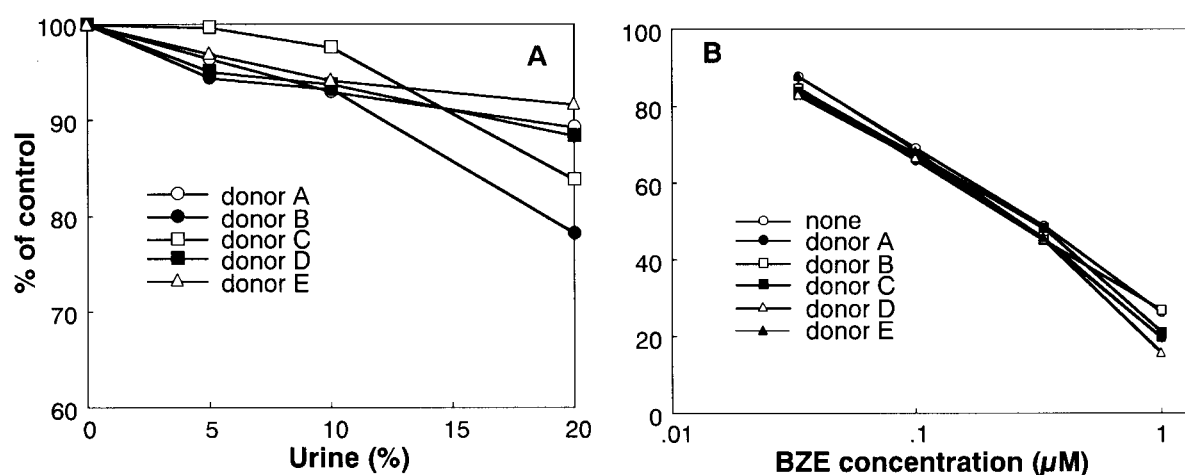 100
90
80
70
60
% of control
A
donor A
donor B
donor C
donor D
donor E
0
5
10
15
20
Urine (%)
B
100
80
60
40
20
0
none
donor A
donor B
donor C
donor D
donor E
.01
.1
1
BZE concentration (µM)